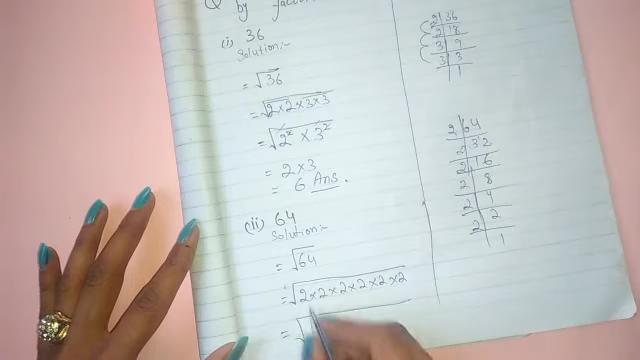 Q by
(i) 36
Solution:-
= √36
= √2×2×3×3
= √2² × 3²
= 2×3
= 6 Ans.
(ii) 64
Solution:-
= √64
= √2×2×2×2×2×2
= √
2 36
2 18
3 9
3 3
1
2 64
2 32
2 16
2 8
2 4
2 2
1